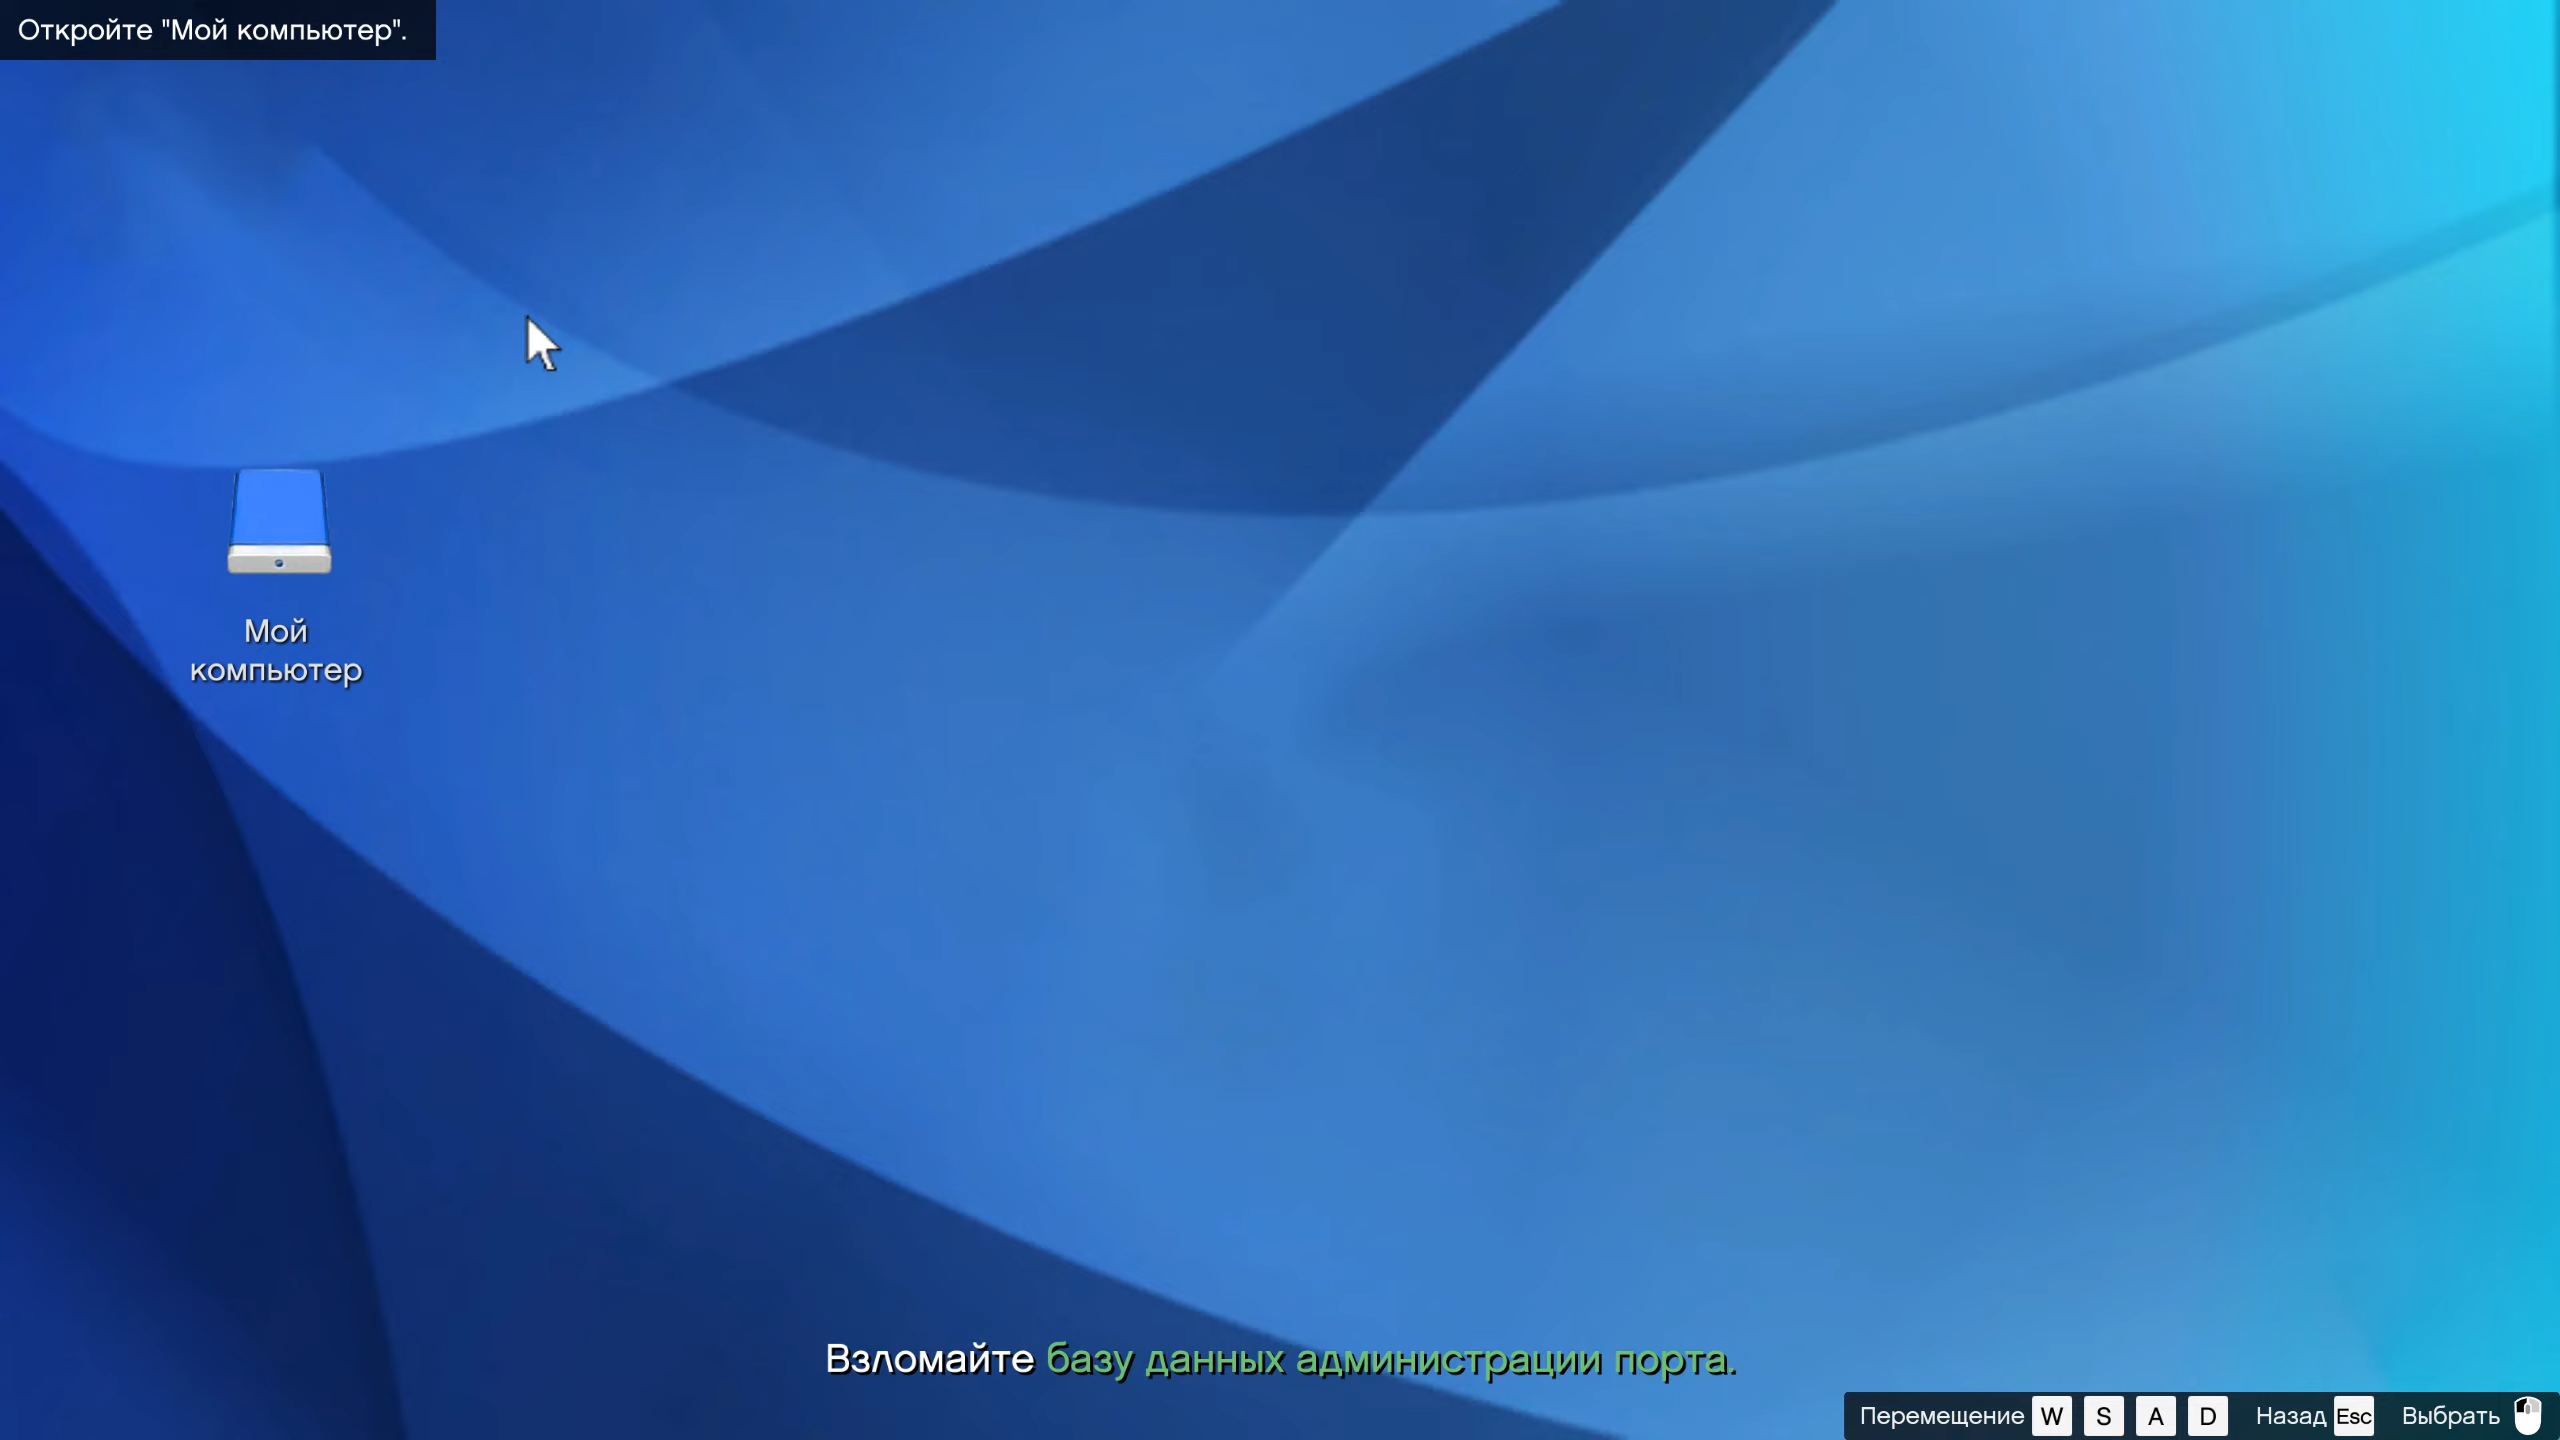 Откройте "Мой компьютер".
Мой
компьютер
Взломайте базу данных администрации порта.
Перемещение W S A D Назад Esc Выбрать